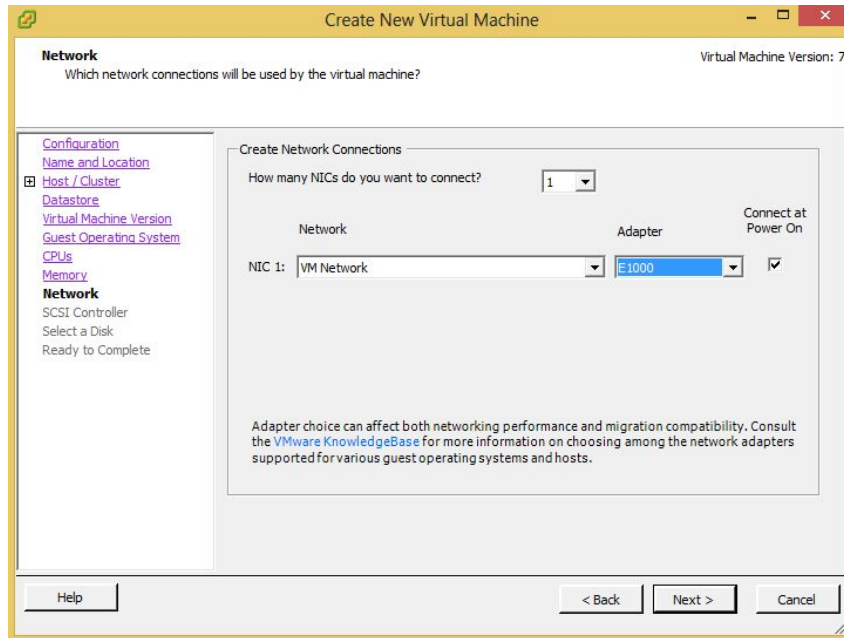 Create New Virtual Machine
Network
Which network connections will be used by the virtual machine?
Virtual Machine Version: 7
Configuration
Name and Location
Host / Cluster
Datastore
Virtual Machine Version
Guest Operating System
CPUs
Memory
Network
SCSI Controller
Select a Disk
Ready to Complete
Create Network Connections
How many NICs do you want to connect?
1
Network
Adapter
Connect at
Power On
NIC 1:
VM Network
E1000
Adapter choice can affect both networking performance and migration compatibility. Consult
the VMware KnowledgeBase for more information on choosing among the network adapters
supported for various guest operating systems and hosts.
Help
< Back
Next >
Cancel